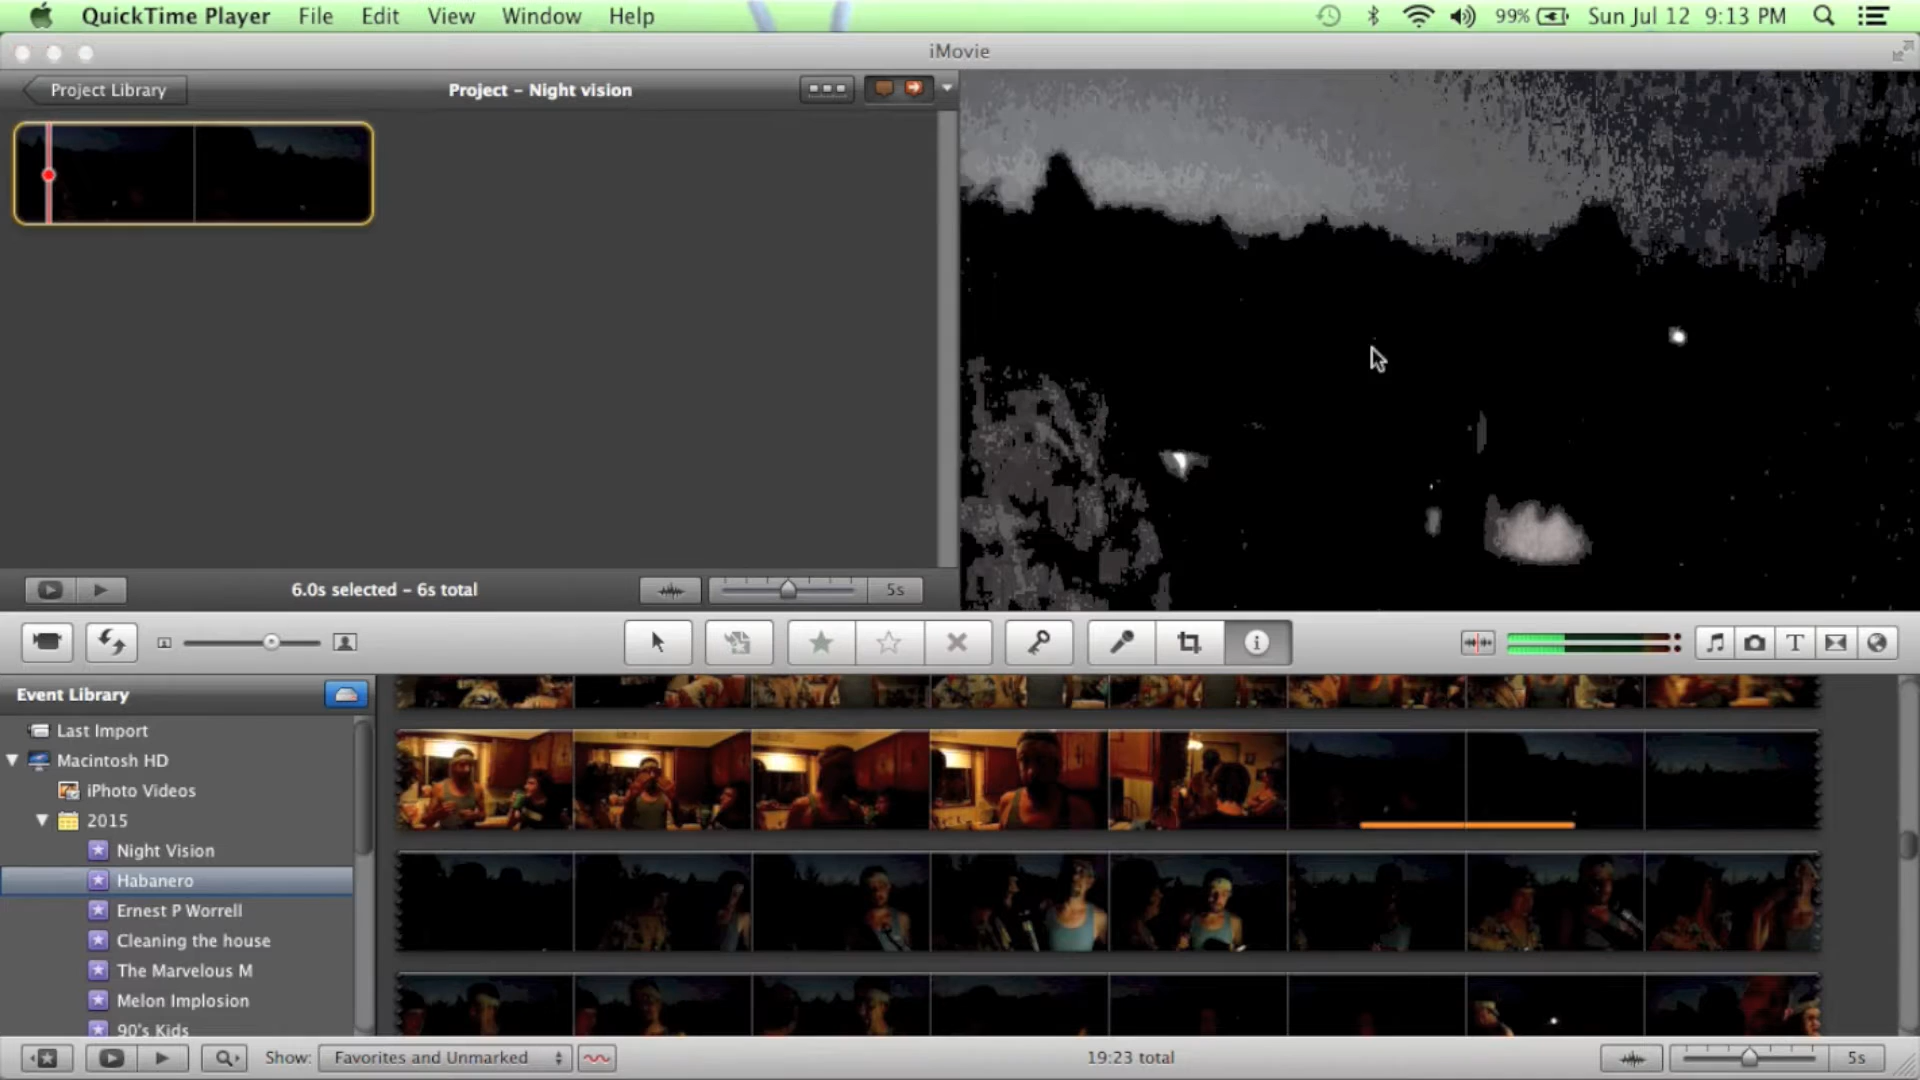 QuickTime Player File Edit View Window Help 99% Sun Jul 12 9:13 PM
iMovie
Project Library
Project – Night vision
6.0s selected – 6s total
5s
Event Library
Last Import
Macintosh HD
iPhoto Videos
2015
Night Vision
Habanero
Ernest P Worrell
Cleaning the house
The Marvelous M
Melon Implosion
90's Kids
Show: Favorites and Unmarked
19:23 total
5s